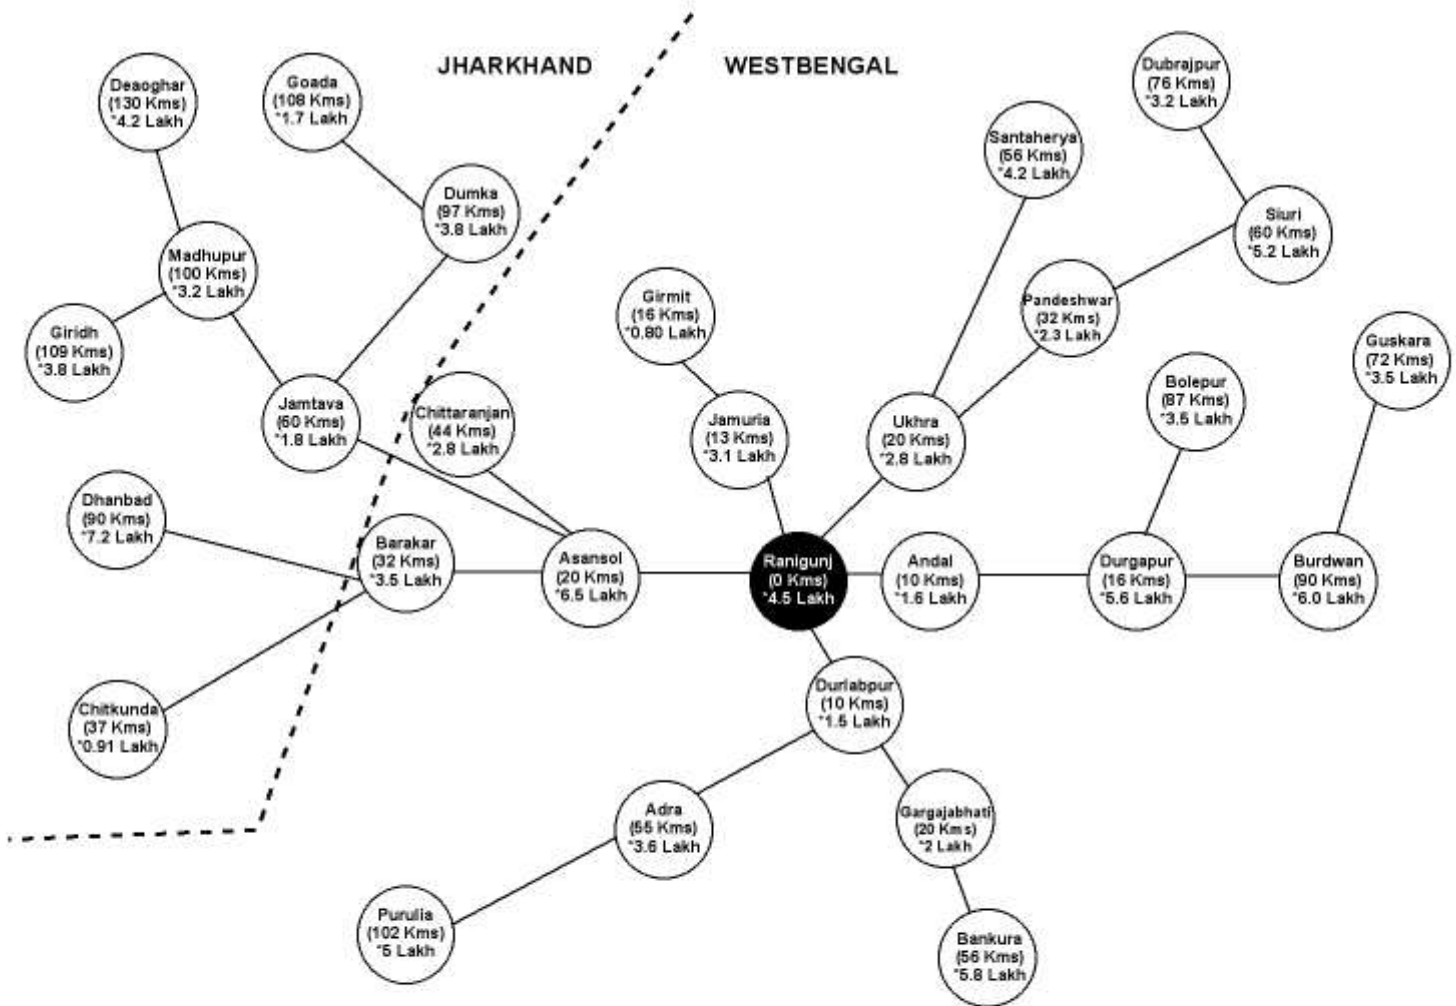 JHARKHAND
WESTBENGAL
Deaoghar
(130 Kms)
*4.2 Lakh
Goada
(108 Kms)
*1.7 Lakh
Dubrajpur
(76 Kms)
*3.2 Lakh
Santaherya
(56 Kms)
*4.2 Lakh
Dumka
(97 Kms)
*3.8 Lakh
Siuri
(60 Kms)
*5.2 Lakh
Madhupur
(100 Kms)
*3.2 Lakh
Girmit
(16 Kms)
*0.80 Lakh
Pandeshwar
(32 Kms)
*2.3 Lakh
Giridh
(109 Kms)
*3.8 Lakh
Guskara
(72 Kms)
*3.5 Lakh
Bolepur
(87 Kms)
*3.5 Lakh
Jamtava
(60 Kms)
*1.8 Lakh
Chittaranjan
(44 Kms)
*2.8 Lakh
Jamuria
(13 Kms)
*3.1 Lakh
Ukhra
(20 Kms)
*2.8 Lakh
Dhanbad
(90 Kms)
*7.2 Lakh
Barakar
(32 Kms)
*3.5 Lakh
Asansol
(20 Kms)
*6.5 Lakh
Ranigunj
(0 Kms)
*4.5 Lakh
Andal
(10 Kms)
*1.6 Lakh
Durgapur
(16 Kms)
*5.6 Lakh
Burdwan
(90 Kms)
*6.0 Lakh
Chitkunda
(37 Kms)
*0.91 Lakh
Durlabpur
(10 Kms)
*1.5 Lakh
Adra
(55 Kms)
*3.6 Lakh
Gargajabhati
(20 Kms)
*2 Lakh
Purulia
(102 Kms)
*5 Lakh
Bankura
(56 Kms)
*5.8 Lakh